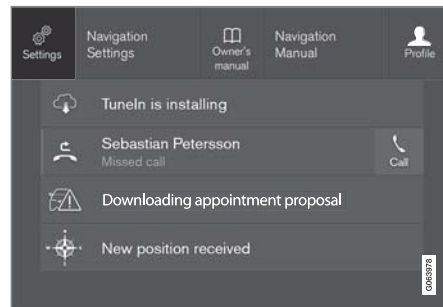 Settings
Navigation
Settings
Owner's
manual
Navigation
Manual
Profile
TuneIn is installing
Sebastian Petersson
Missed call
Call
Downloading appointment proposal
New position received
G063978